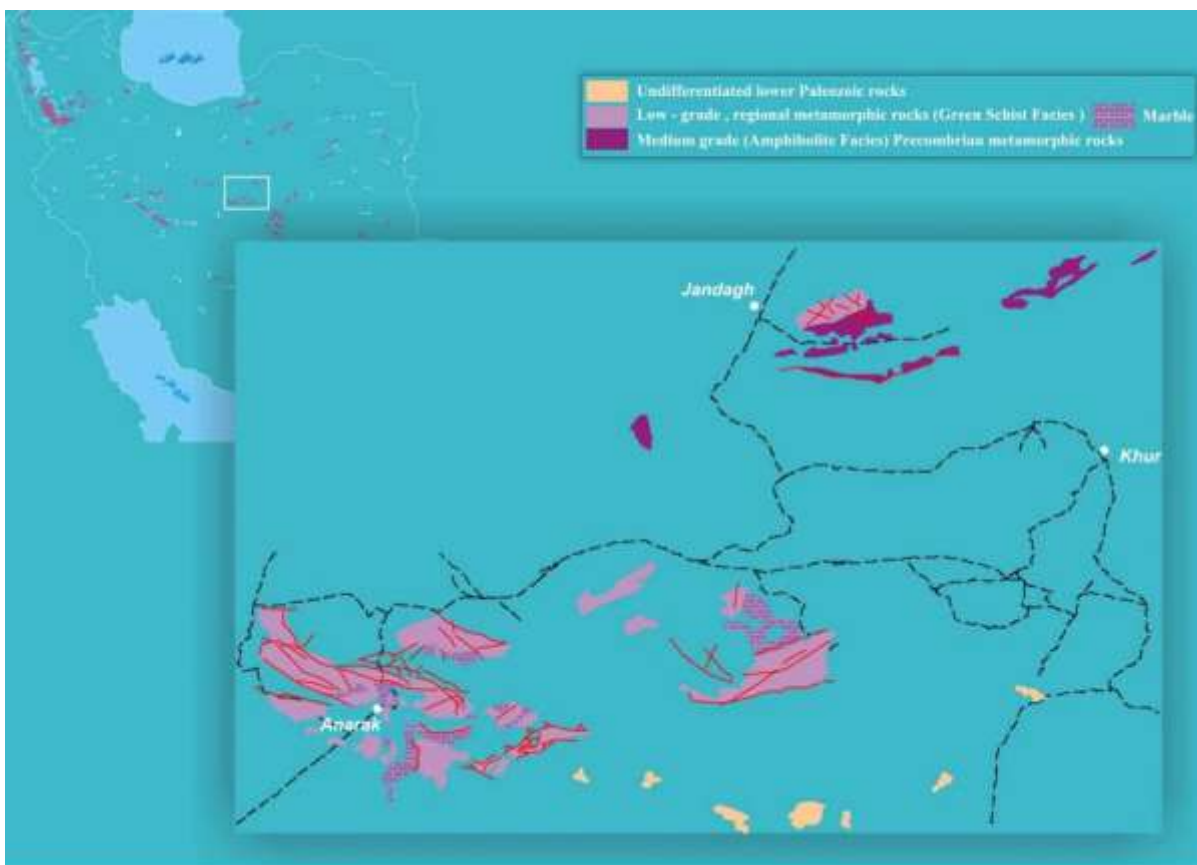 Undifferentiated lower Paleozoic rocks
Low - grade , regional metamorphic rocks (Green Schist Facies ) Marble
Medium grade (Amphibolite Facies) Precombrian metamorphic rocks
Jandagh
Khur
Anarak